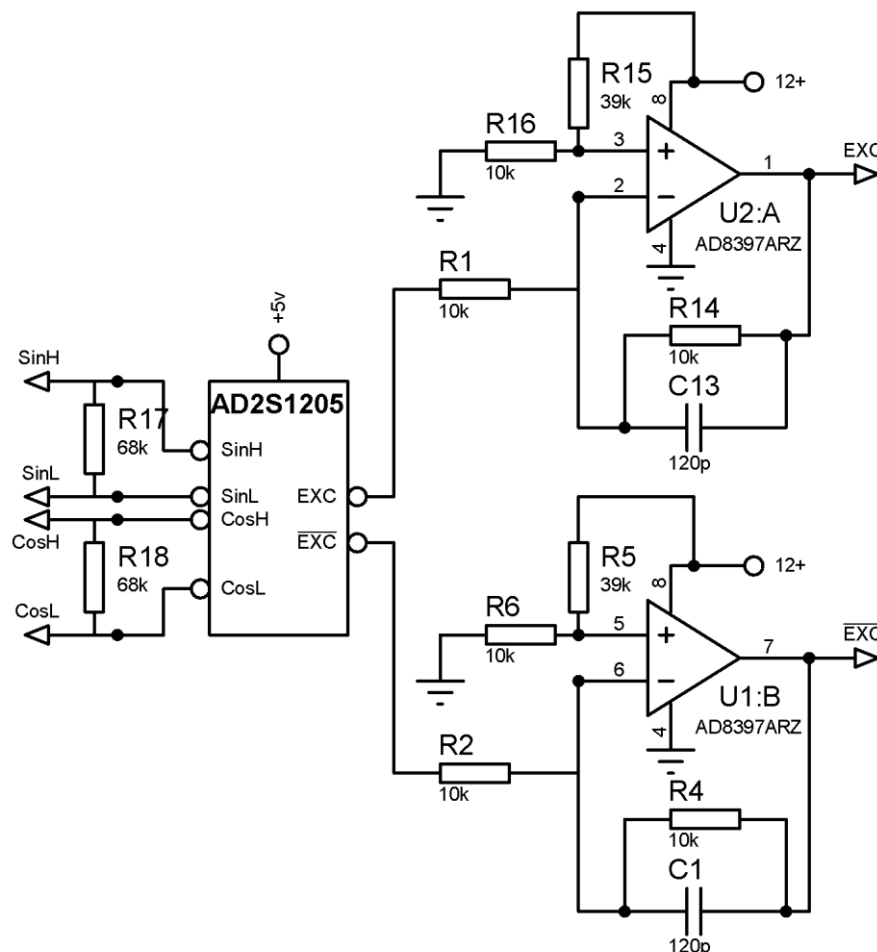 R15
39k
12+
8
R16
10k
3
2
1
EXC
4
U2:A
AD8397ARZ
R1
10k
R14
10k
C13
120p
+5v
SinH
AD2S1205
R17
68k
SinH
SinL
SinL
EXC
CosH
CosH
EXC
R18
68k
CosL
CosL
R5
39k
12+
8
R6
10k
5
6
7
EXC
4
U1:B
AD8397ARZ
R2
10k
R4
10k
C1
120p